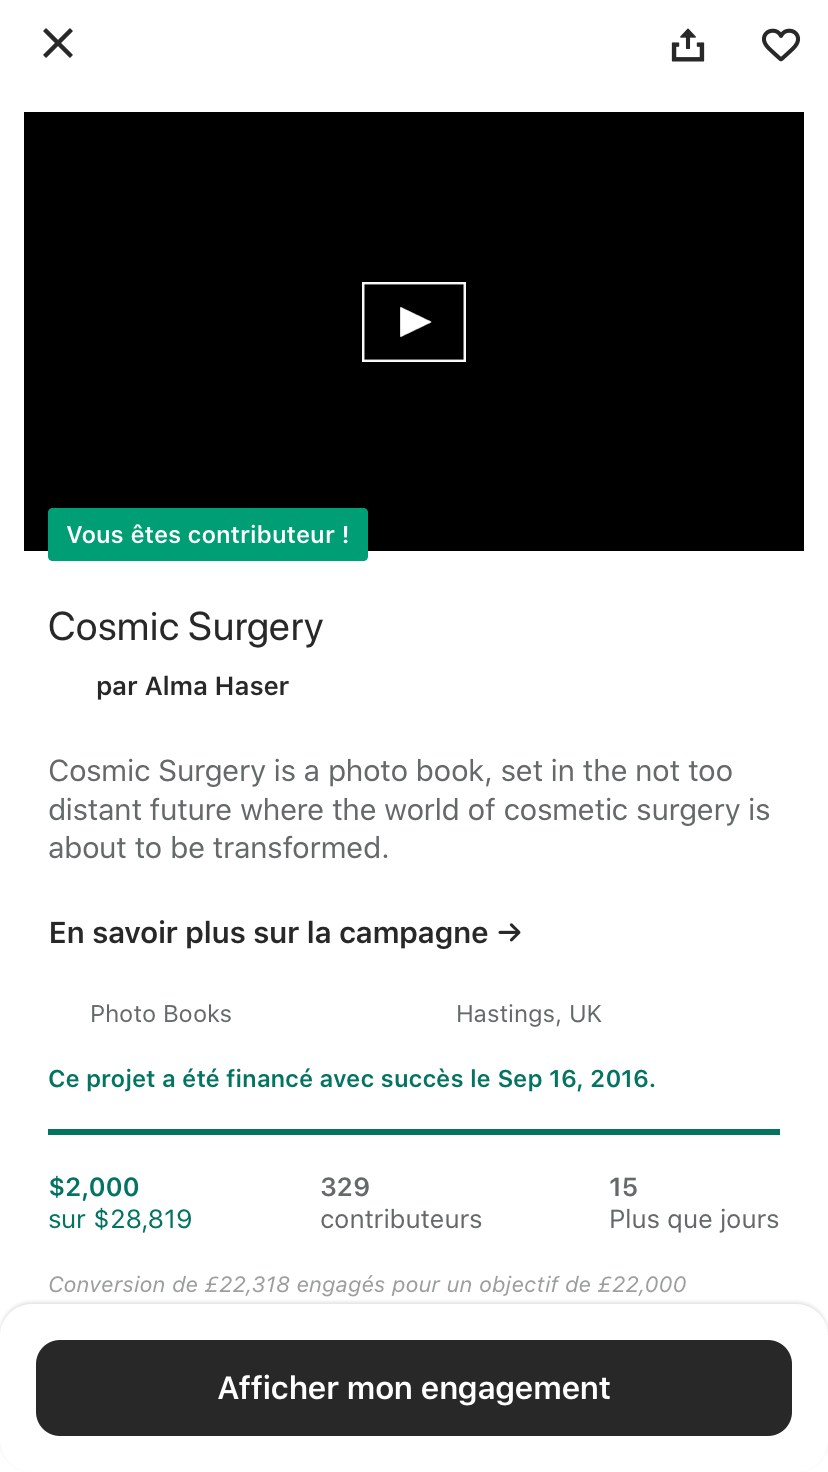 Vous êtes contributeur !
Cosmic Surgery
par Alma Haser
Cosmic Surgery is a photo book, set in the not too
distant future where the world of cosmetic surgery is
about to be transformed.
En savoir plus sur la campagne →
Photo Books
Hastings, UK
Ce projet a été financé avec succès le Sep 16, 2016.
$2,000
sur $28,819
329
contributeurs
15
Plus que jours
Conversion de £22,318 engagés pour un objectif de £22,000
Afficher mon engagement